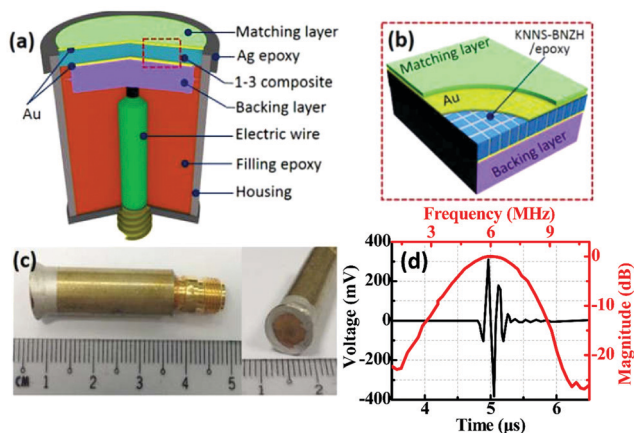 (a)
Matching layer
Ag epoxy
1-3 composite
Backing layer
Electric wire
Filling epoxy
Housing
Au
(b)
KNNS-BNZH
/epoxy
Matching layer
Au
Backing layer
(c)
CM 1 2 3 4 5
1 2
(d)
Frequency (MHz)
3 6 9
Voltage (mV)
400
200
0
-200
-400
Magnitude (dB)
0
-10
-20
4 5 6
Time (μs)